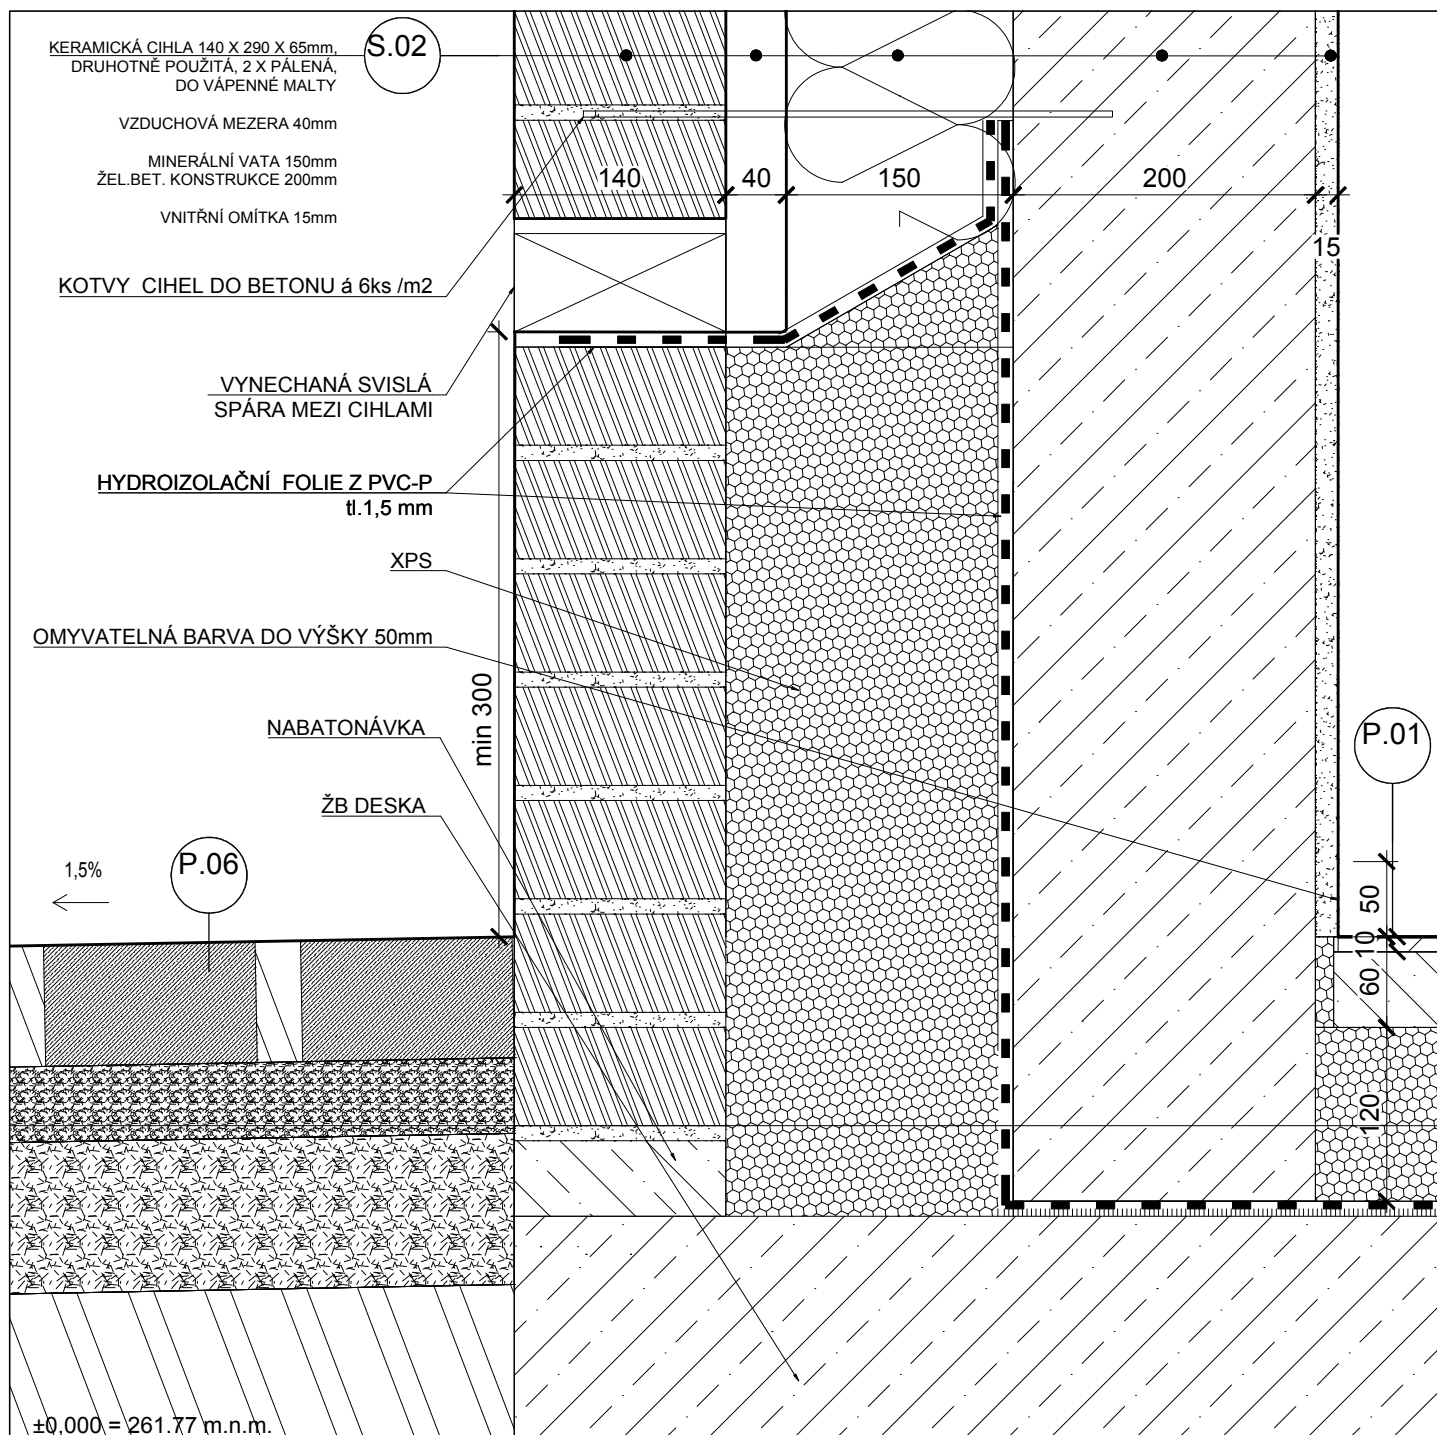 KERAMICKÁ CIHLA 140 X 290 X 65mm,
DRUHOTNĚ POUŽITÁ, 2 X PÁLENÁ,
DO VÁPENNÉ MALTY
S.02
VZDUCHOVÁ MEZERA 40mm
MINERÁLNÍ VATA 150mm
ŽEL.BET. KONSTRUKCE 200mm
VNITŘNÍ OMÍTKA 15mm
140
40
150
200
15
KOTVY CIHEL DO BETONU á 6ks /m2
VYNECHANÁ SVISLÁ
SPÁRA MEZI CIHLAMI
HYDROIZOLAČNÍ FOLIE Z PVC-P
tl.1,5 mm
XPS
OMYVATELNÁ BARVA DO VÝŠKY 50mm
min 300
NABATONÁVKA
P.01
ŽB DESKA
1,5%
P.06
50
10
60
120
±0,000 = 261.77 m.n.m.